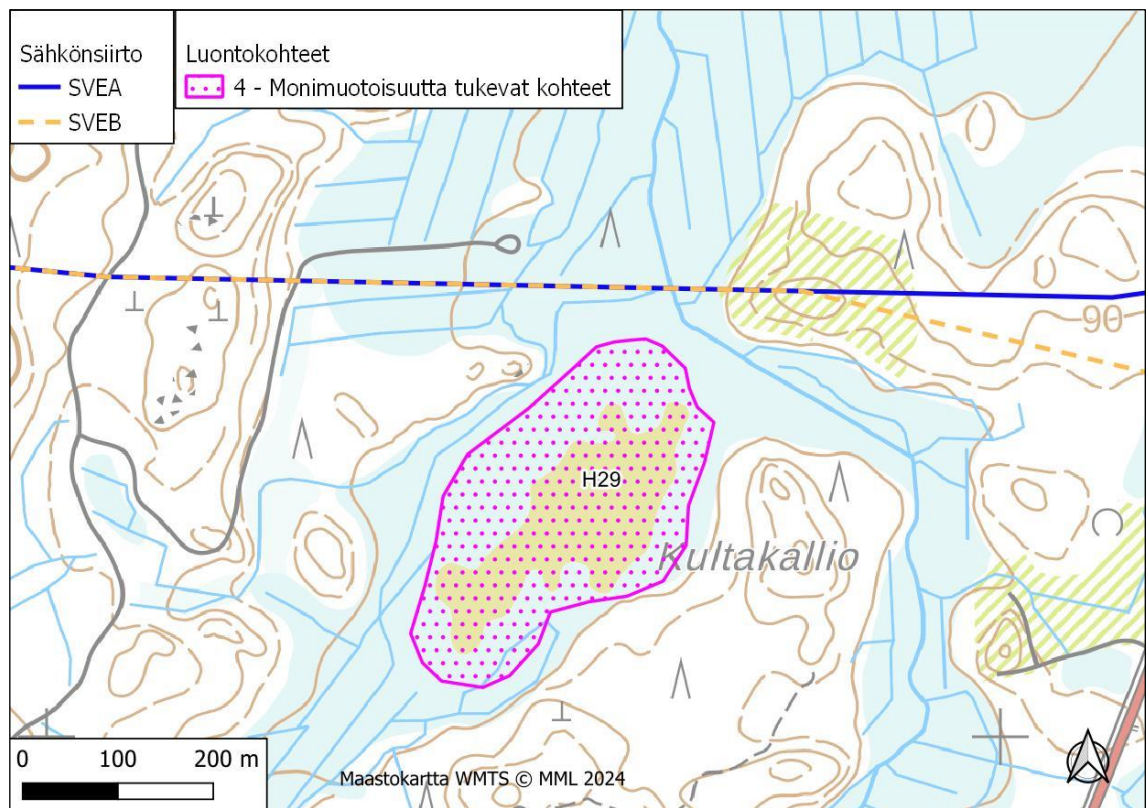 Sähkönsiirto
SVEA
SVEB
Luontokohteet
4 - Monimuotoisuutta tukevat kohteet
90
H29
Kultakallio
0 100 200 m
Maastokartta WMTS © MML 2024